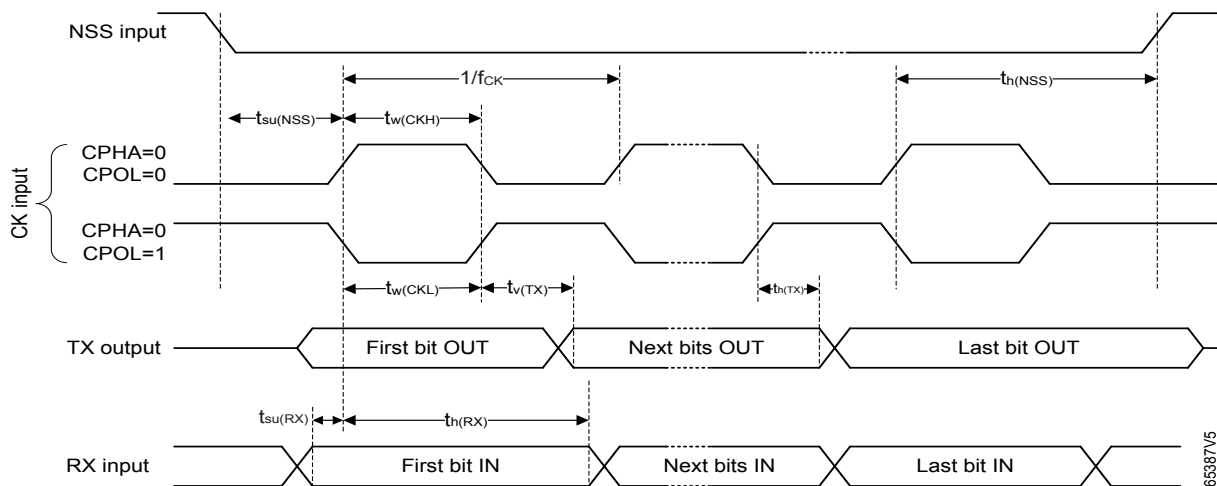 NSS input
1/fCK
th(NSS)
tsu(NSS)
tw(CKH)
CK input
CPHA=0
CPOL=0
CPHA=0
CPOL=1
tw(CKL)
tv(TX)
th(TX)
TX output
First bit OUT
Next bits OUT
Last bit OUT
tsu(RX)
th(RX)
RX input
First bit IN
Next bits IN
Last bit IN
65387V5